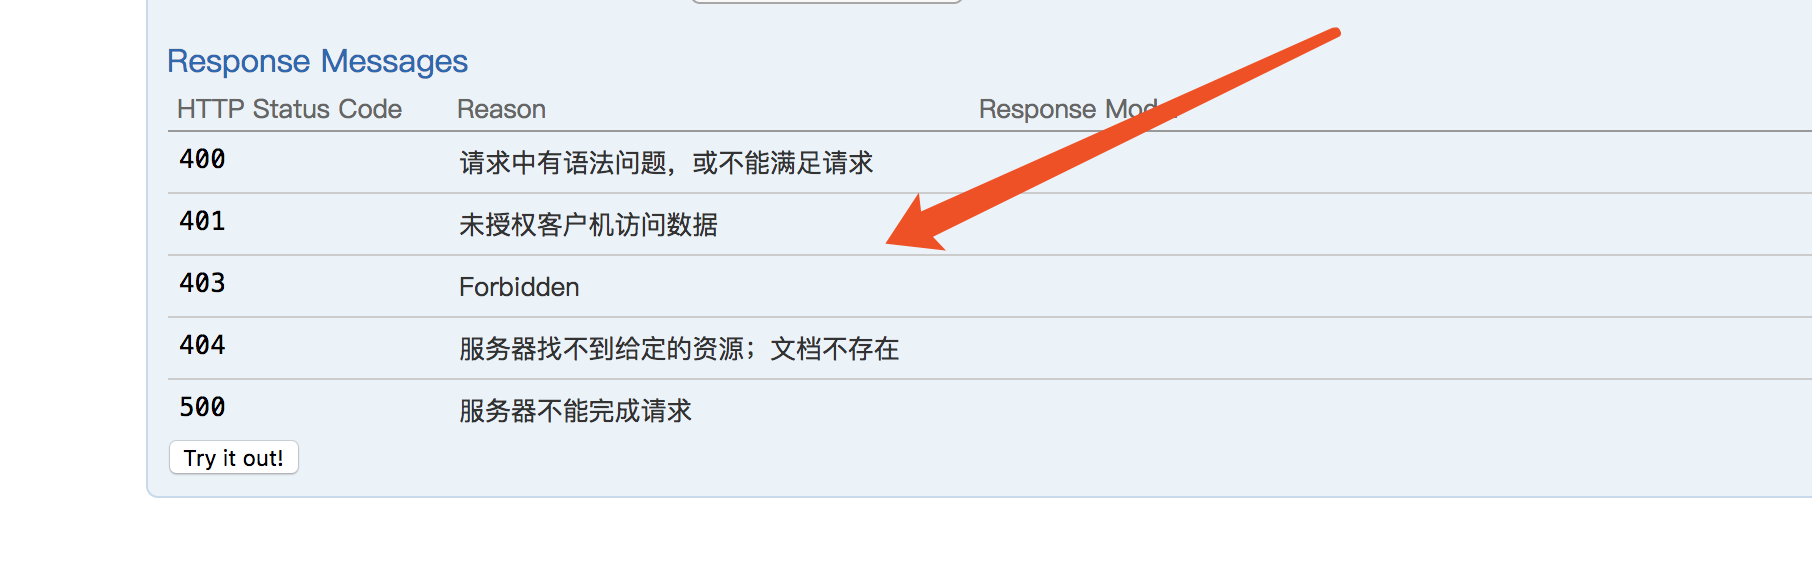 Response Messages
HTTP Status Code Reason Response
400 请求中有语法问题，或不能满足请求
401 未授权客户机访问数据
403 Forbidden
404 服务器找不到给定的资源；文档不存在
500 服务器不能完成请求
Try it out!